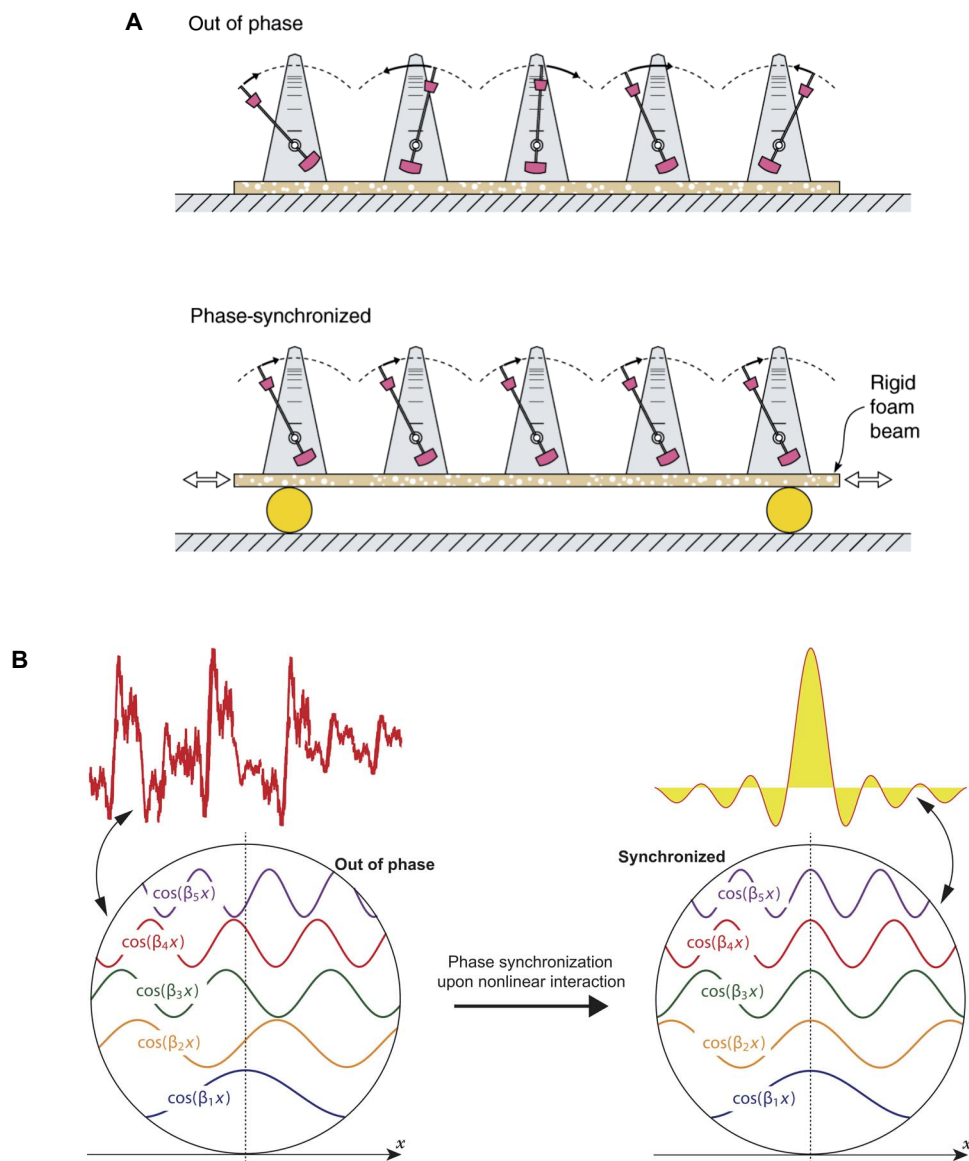 A
Out of phase
Phase-synchronized
Rigid
foam
beam
B
Out of phase
cos(β₅x)
cos(β₄x)
cos(β₃x)
cos(β₂x)
cos(β₁x)
x
Phase synchronization
upon nonlinear interaction
Synchronized
cos(β₅x)
cos(β₄x)
cos(β₃x)
cos(β₂x)
cos(β₁x)
x